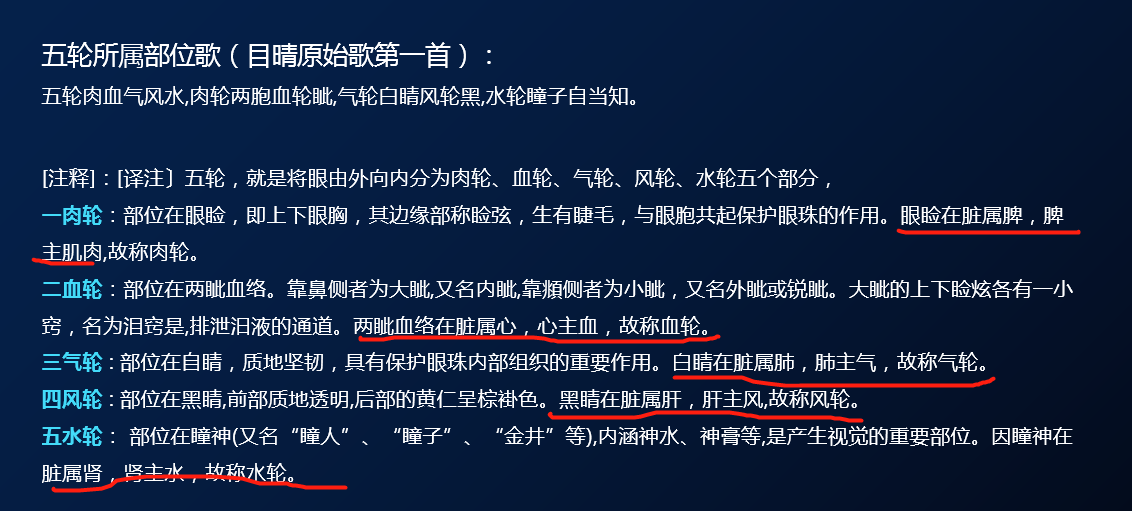 五轮所属部位歌（目晴原始歌第一首）：
五轮肉血气风水,肉轮两胞血轮眦,气轮白睛风轮黑,水轮瞳子自当知。
[注释]：[译注〕五轮，就是将眼由外向内分为肉轮、血轮、气轮、风轮、水轮五个部分，
一肉轮：部位在眼睑，即上下眼胸，其边缘部称睑弦，生有睫毛，与眼胞共起保护眼珠的作用。眼睑在脏属脾，脾
主肌肉,故称肉轮。
二血轮：部位在两眦血络。靠鼻侧者为大眦,又名内眦,靠頫侧者为小眦，又名外眦或锐眦。大眦的上下睑炫各有一小
窍，名为泪窍是,排泄汨液的通道。两眦血络在脏属心，心主血，故称血轮。
三气轮：部位在自睛，质地坚韧，具有保护眼珠内部组织的重要作用。白睛在脏属肺，肺主气，故称气轮。
四风轮：部位在黑睛,前部质地透明,后部的黄仁呈棕褂色。黑睛在脏属肝，肝主风,故称风轮。
五水轮： 部位在瞳神(又名“瞳人”、“瞳子”、“金井”等),内涵神水、神膏等,是产生视觉的重要部位。因瞳神在
脏属肾，肾主水，故称水轮。